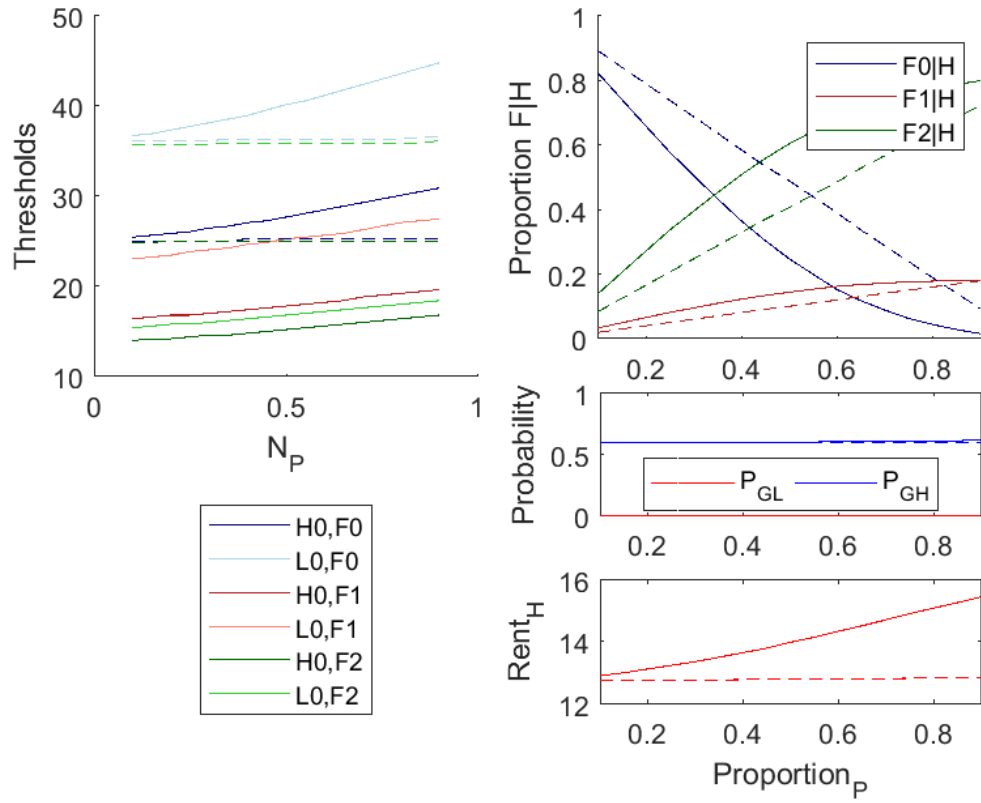 50
40
30
20
10
Thresholds
0
0.5
1
N_P
H0,F0
L0,F0
H0,F1
L0,F1
H0,F2
L0,F2
1
0.8
0.6
0.4
0.2
0
Proportion F|H
F0|H
F1|H
F2|H
0.2 0.4 0.6 0.8
1
0.5
0
Probability
P_GL P_GH
0.2 0.4 0.6 0.8
16
14
12
Rent_H
0.2 0.4 0.6 0.8
Proportion_P